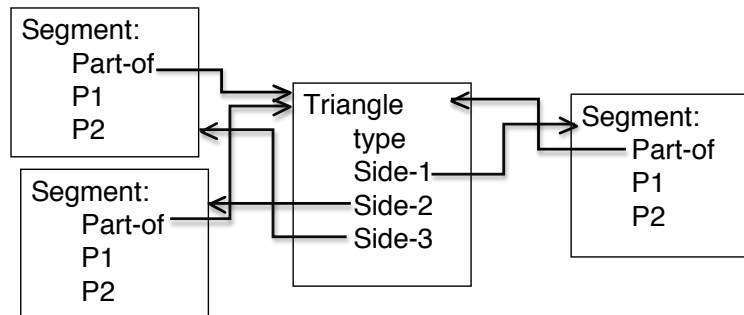 Segment:
Part-of
P1
P2
Segment:
Part-of
P1
P2
Triangle
type
Side-1
Side-2
Side-3
Segment:
Part-of
P1
P2